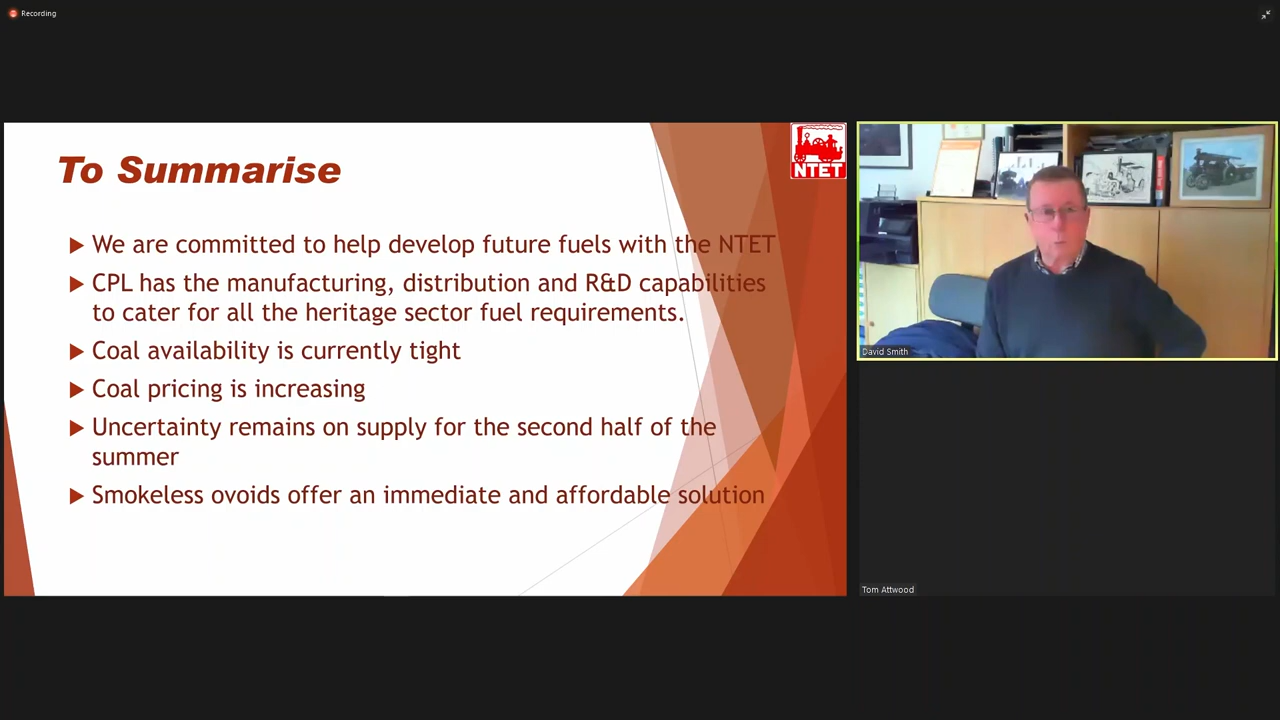 Recording
To Summarise
NTET
We are committed to help develop future fuels with the NTET
CPL has the manufacturing, distribution and R&D capabilities
to cater for all the heritage sector fuel requirements.
Coal availability is currently tight
Coal pricing is increasing
Uncertainty remains on supply for the second half of the
summer
Smokeless ovoids offer an immediate and affordable solution
David Smith
Tom Attwood